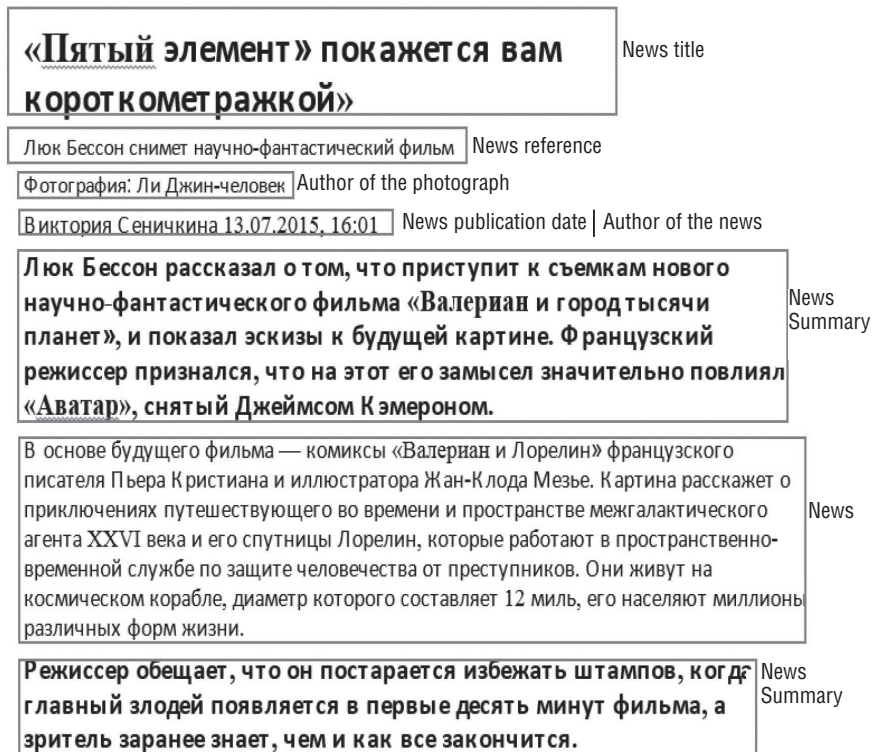 «Пятый элемент» покажется вам
короткометражкой»
News title
Люк Бессон снимет научно-фантастический фильм
News reference
Фотография: Ли Джин-человек
Author of the photograph
Виктория Сеничкина 13.07.2015, 16:01
News publication date | Author of the news
Люк Бессон рассказал о том, что приступит к съемкам нового
научно-фантастического фильма «Валериан и город тысячи
планет», и показал эскизы к будущей картине. Французский
режиссер признался, что на этот его замысел значительно повлиял
«Аватар», снятый Джеймсом Кэмероном.
News
Summary
В основе будущего фильма — комиксы «Валериан и Лорелин» французского
писателя Пьера Кристиана и иллюстратора Жан-Клода Мезье. Картина расскажет о
приключениях путешествующего во времени и пространстве межгалактического
агента XXVI века и его спутницы Лорелин, которые работают в пространственно-
временной службе по защите человечества от преступников. Они живут на
космическом корабле, диаметр которого составляет 12 миль, его населяют миллионы
различных форм жизни.
News
Режиссер обещает, что он постарается избежать штампов, когда
главный злодей появляется в первые десять минут фильма, а
зритель заранее знает, чем и как все закончится.
News
Summary